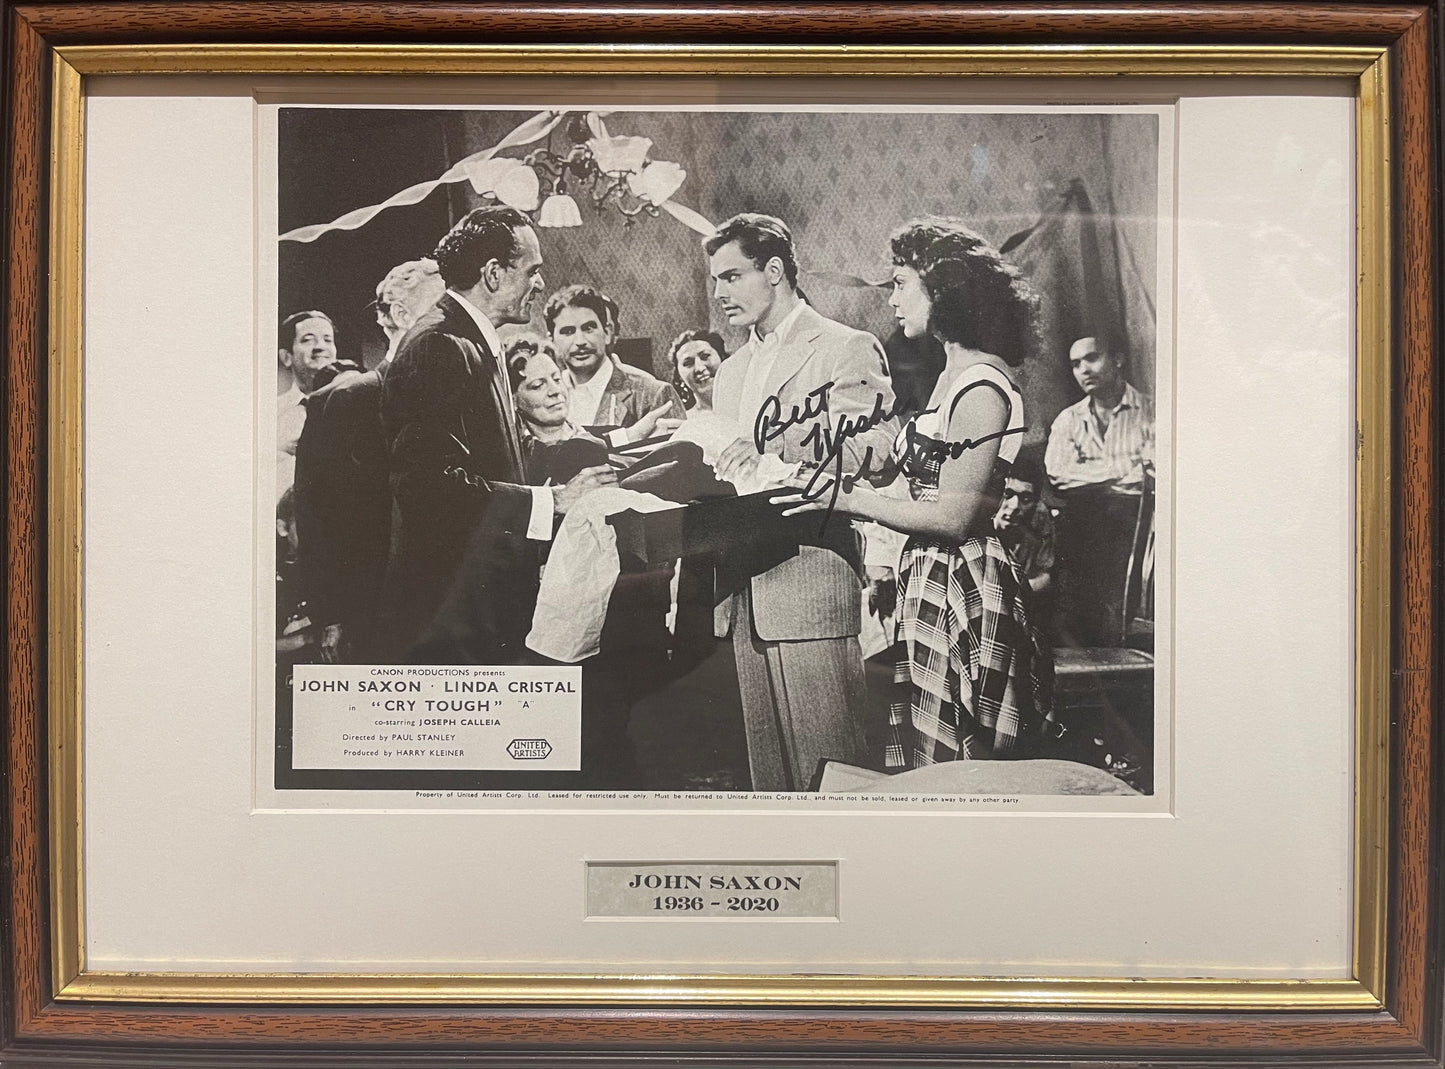 Best
Wishes
John Saxon
CANON PRODUCTIONS presents
JOHN SAXON · LINDA CRISTAL
in "CRY TOUGH" "A"
co-starring JOSEPH CALLEIA
Directed by PAUL STANLEY
Produced by HARRY KLEINER
UNITED
ARTISTS
Property of United Artists Corp. Ltd. Leased for restricted use only. Must be returned to United Artists Corp. Ltd., and must not be sold, leased or given away by any other party.
JOHN SAXON
1936 - 2020